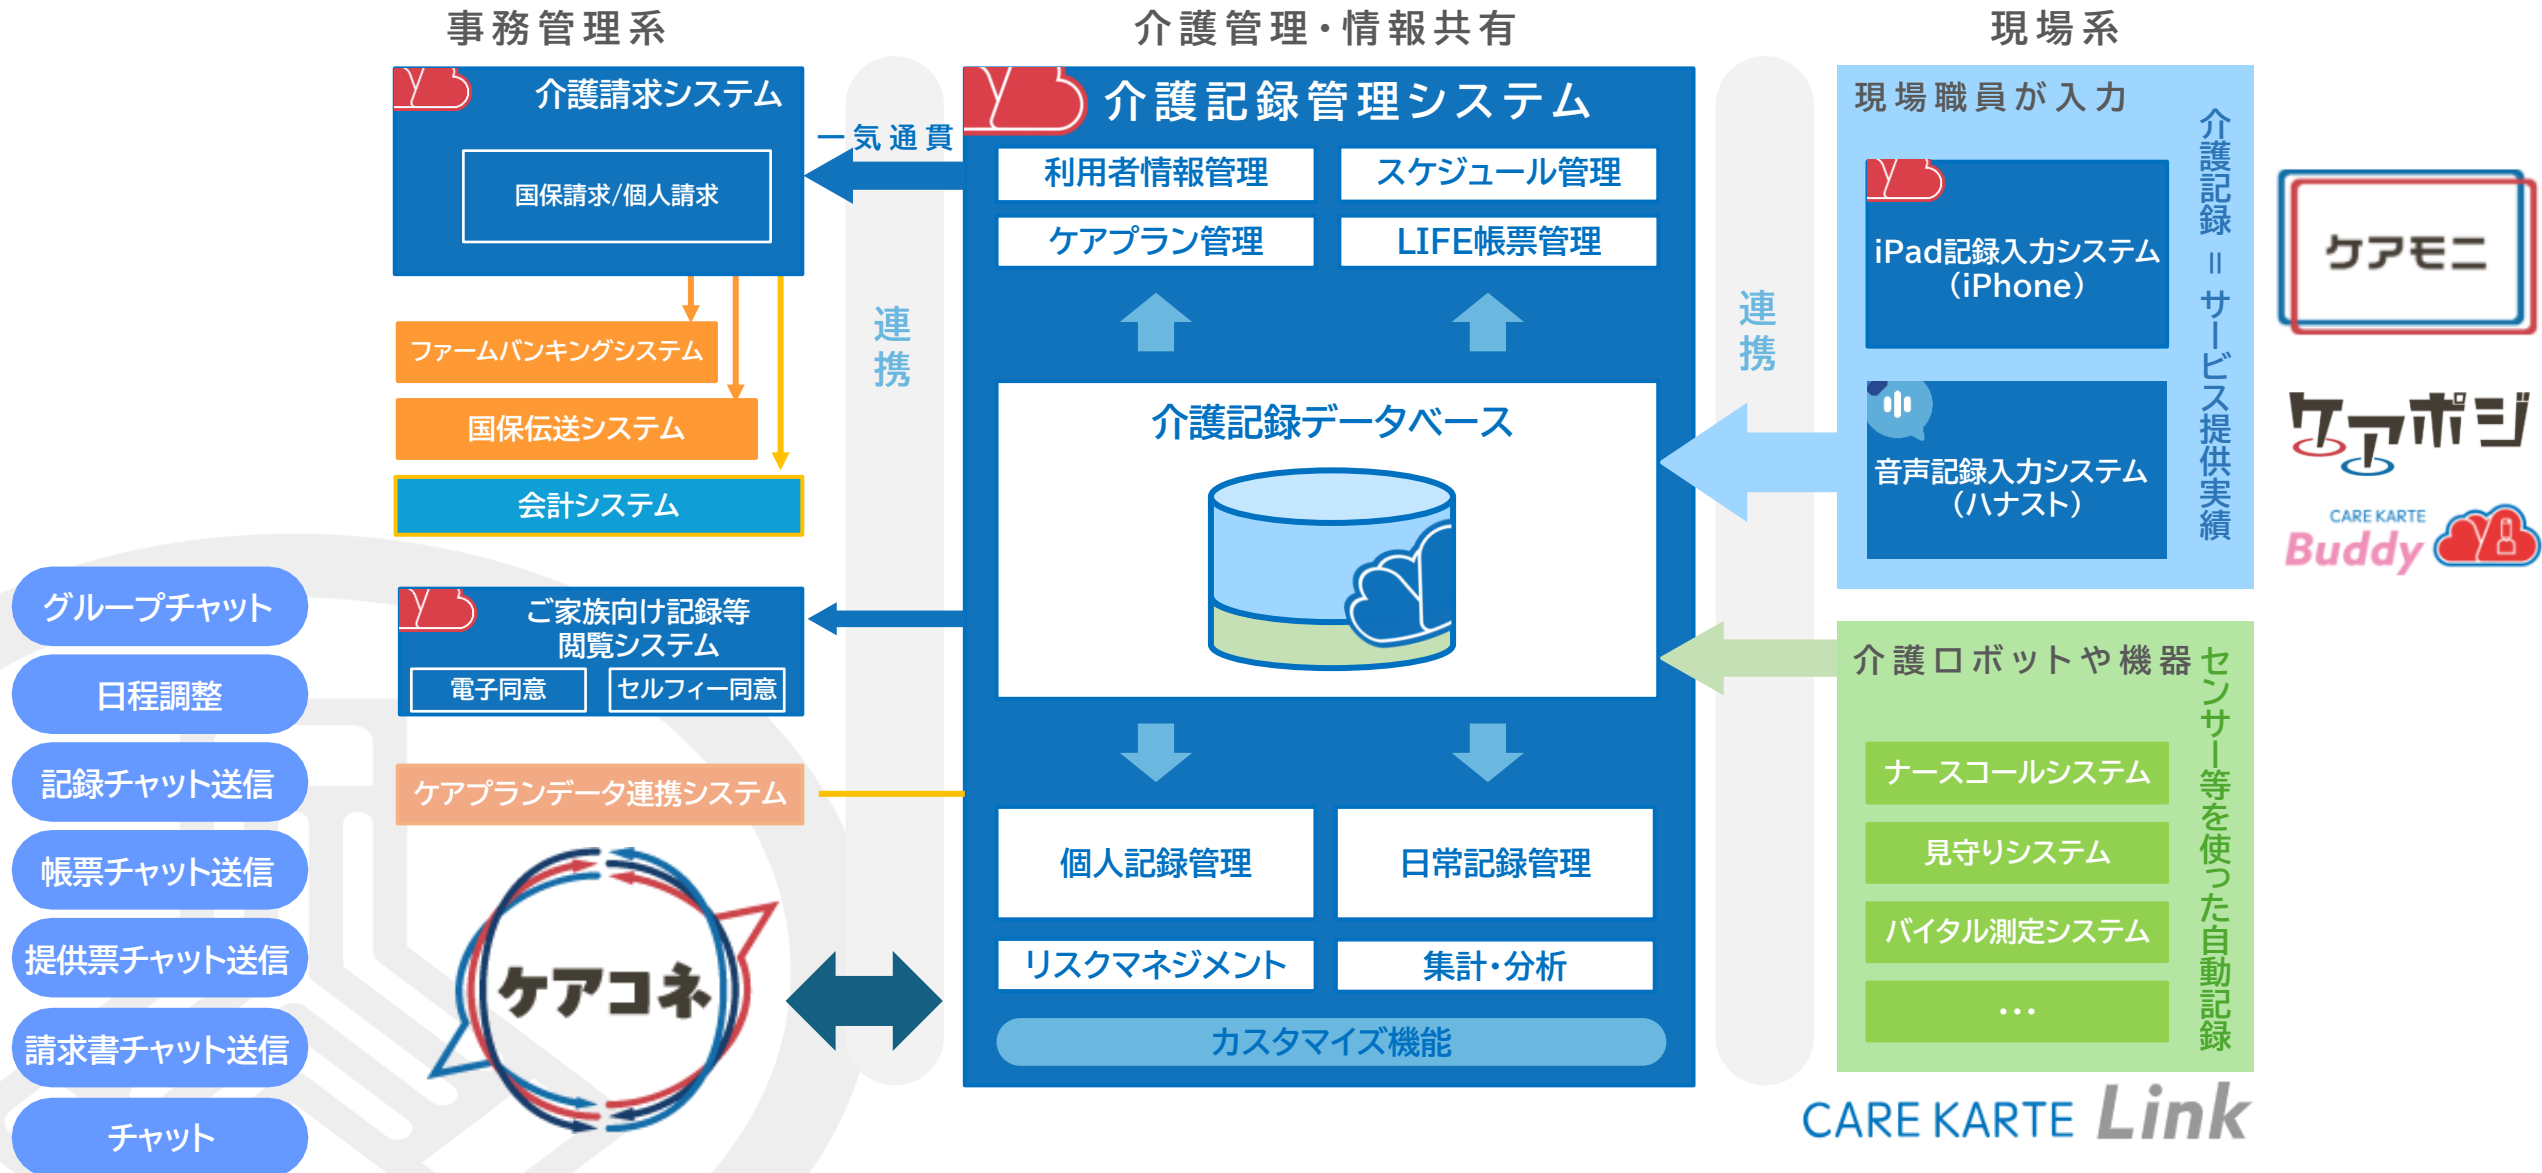 事務管理系
介護請求システム
国保請求/個人請求
ファームバンキングシステム
国保伝送システム
会計システム
ご家族向け記録等
閲覧システム
電子同意
セルフィー同意
ケアプランデータ連携システム
ケアコネ
グループチャット
日程調整
記録チャット送信
帳票チャット送信
提供票チャット送信
請求書チャット送信
チャット
一気通貫
連携
介護管理・情報共有
介護記録管理システム
利用者情報管理
スケジュール管理
ケアプラン管理
LIFE帳票管理
介護記録データベース
個人記録管理
日常記録管理
リスクマネジメント
集計・分析
カスタマイズ機能
連携
現場系
現場職員が入力
iPad記録入力システム
（iPhone）
音声記録入力システム
（ハナスト）
介護記録＝サービス提供実績
介護ロボットや機器
ナースコールシステム
見守りシステム
バイタル測定システム
・・・
センサー等を使った自動記録
CARE KARTE Link
ケアモニ
ケアポジ
CARE KARTE
Buddy